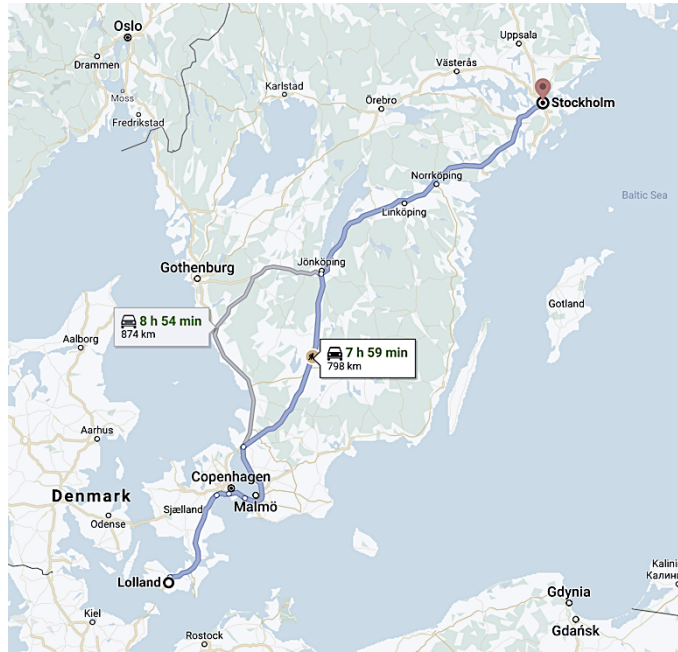 Oslo
Uppsala
Drammen
Västerås
Karlstad
Moss
Örebro
Stockholm
Fredrikstad
Norrköping
Baltic Sea
Linköping
Jönköping
Gothenburg
Gotland
8 h 54 min
874 km
Aalborg
7 h 59 min
798 km
Aarhus
Copenhagen
Denmark
Sjælland
Malmö
Odense
Lolland
Kalini
Калини
Gdynia
Kiel
Gdańsk
Rostock